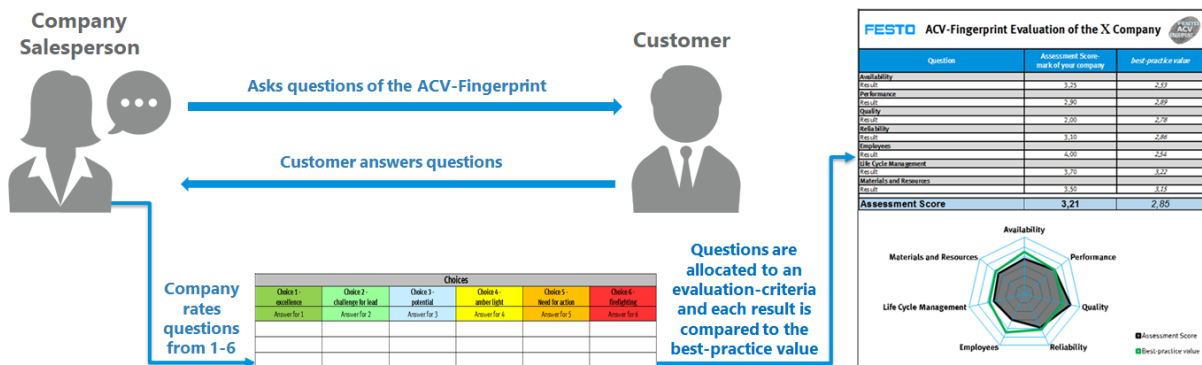 Company
Salesperson
Customer
Asks questions of the ACV-Fingerprint
Customer answers questions
Company
rates
questions
from 1-6
Choices
Choice 1 -
excellence
Choice 2 -
challenge for lead
Choice 3 -
potential
Choice 4 -
amber light
Choice 5 -
Need for action
Choice 6 -
firefighting
Answer for 1
Answer for 2
Answer for 3
Answer for 4
Answer for 5
Answer for 6
Questions are
allocated to an
evaluation-criteria
and each result is
compared to the
best-practice value
FESTO ACV-Fingerprint Evaluation of the X Company
FESTO
ACV
Question
Assessment Score-
mark of your company
best-practice value
Availability
Result 3,25 2,53
Performance
Result 2,90 2,89
Quality
Result 2,00 2,78
Reliability
Result 3,10 2,86
Employees
Result 4,00 2,54
Life Cycle Management
Result 3,70 3,22
Materials and Resources
Result 3,50 3,15
Assessment Score 3,21 2,85
Availability
Materials and Resources
Performance
Life Cycle Management
Quality
Employees
Reliability
Assessment Score
Best-practice value